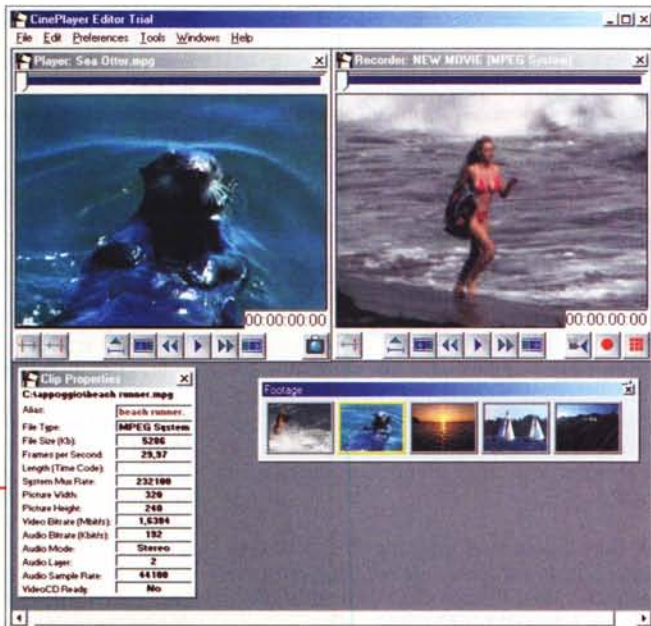 CinePlayer Editor Trial
File Edit Preferences Tools Windows Help
Player: Sea Otter.mpg
Recorder: NEW MOVIE (MPEG System)
00:00:00:00
00:00:00:00
Clip Properties
C:\appoggio\beach runner.mpg
Alias: beach runner.
File Type: MPEG System
File Size (Kb): 5206
Frames per Second: 29,97
Length (Time Code):
System Mux Rate: 232100
Picture Width: 320
Picture Height: 240
Video Bitrate (Mbit/s): 1,6384
Audio Bitrate (Kbit/s): 192
Audio Mode: Stereo
Audio Layer: 2
Audio Sample Rate: 44100
VideoCD Ready: No
Footage